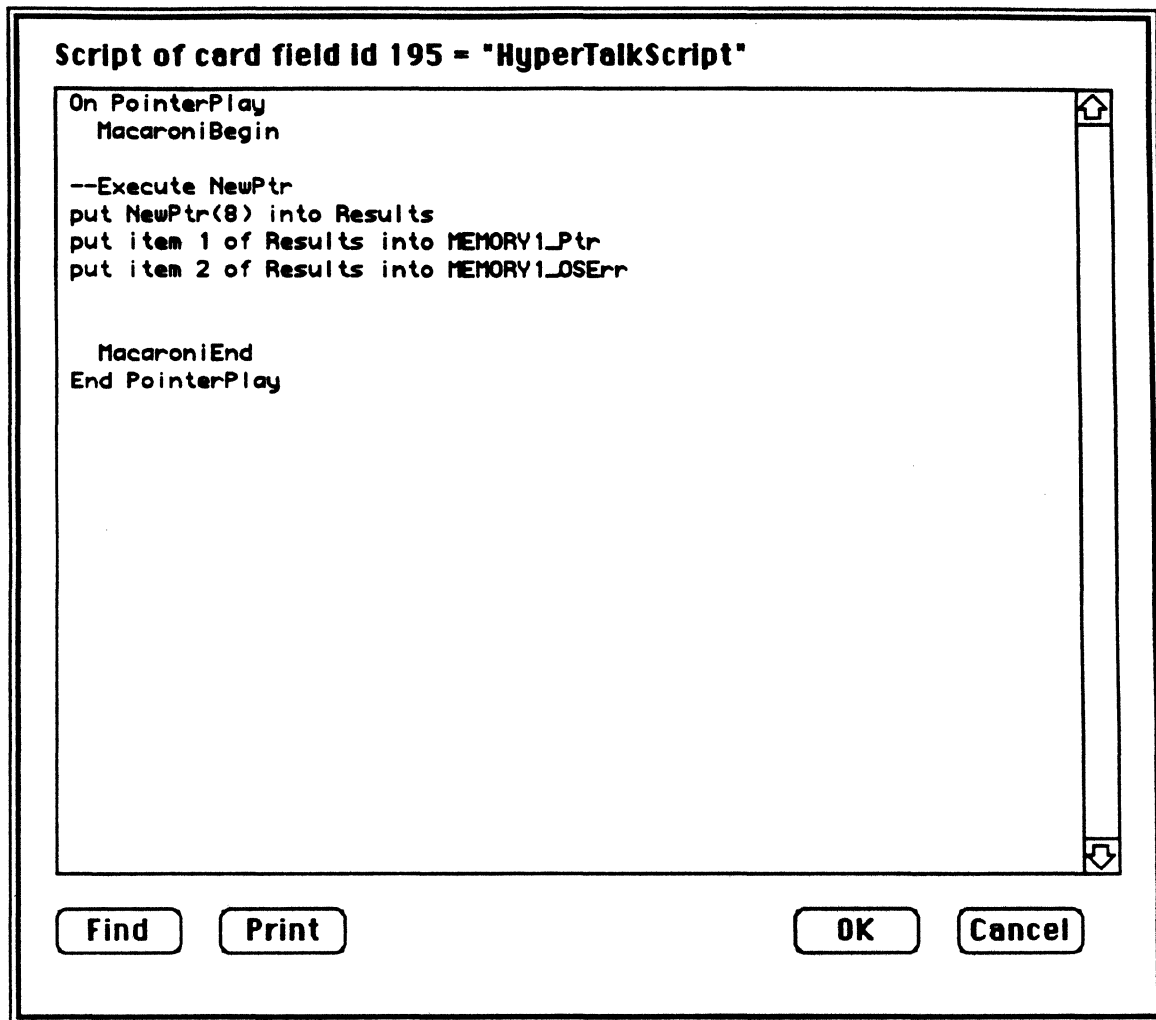 Script of card field id 195 = "HyperTalkScript"
On PointerPlay
  MacaroniBegin

--Execute NewPtr
put NewPtr(8) into Results
put item 1 of Results into MEMORY1_Ptr
put item 2 of Results into MEMORY1_OSErr

  MacaroniEnd
End PointerPlay
Find Print OK Cancel